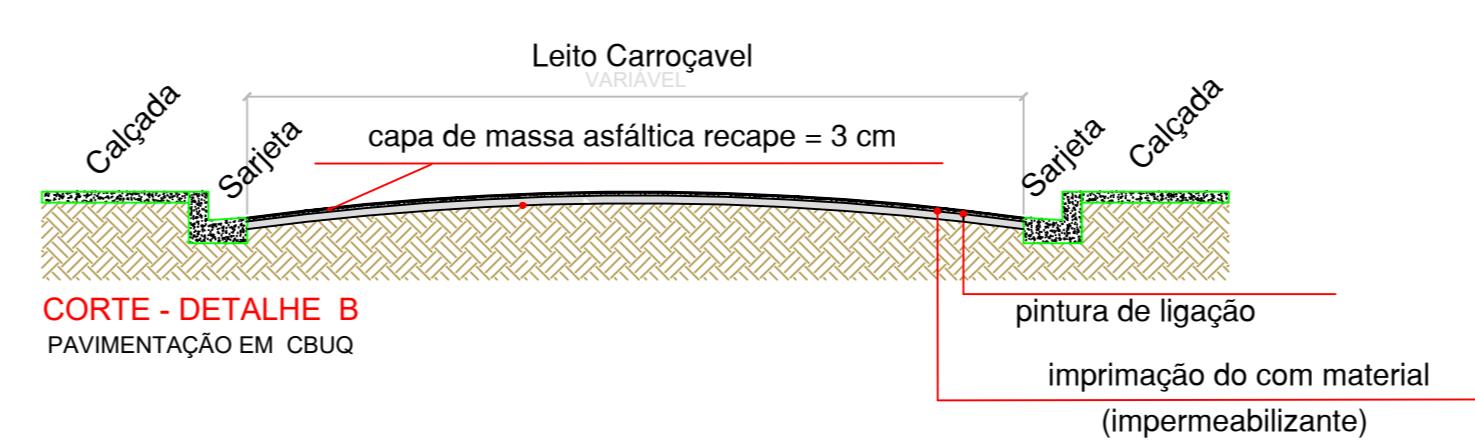 Leito Carroçavel
VARIÁVEL
Calçada
Sarjeta
capa de massa asfáltica recape = 3 cm
Sarjeta
Calçada
CORTE - DETALHE B
PAVIMENTAÇÃO EM CBUQ
pintura de ligação
imprimação do com material
(impermeabilizante)